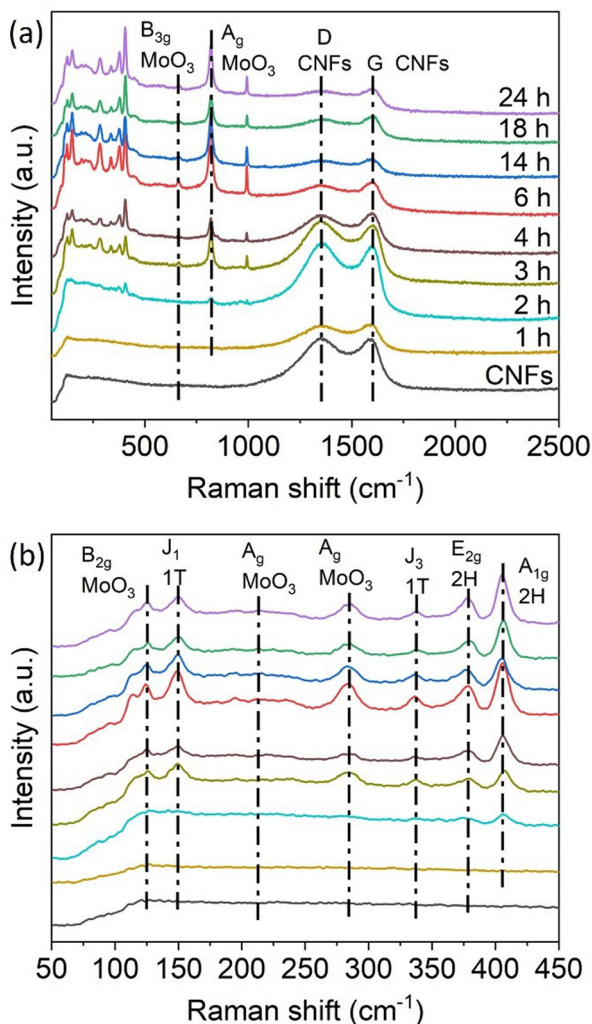 (a)
B3g
MoO3
Ag
MoO3
D
CNFs
G CNFs
24 h
18 h
14 h
6 h
4 h
3 h
2 h
1 h
CNFs
Intensity (a.u.)
500 1000 1500 2000 2500
Raman shift (cm-1)
(b)
B2g
MoO3
J1
1T
Ag
MoO3
Ag
MoO3
J3
1T
E2g
2H
A1g
2H
Intensity (a.u.)
50 100 150 200 250 300 350 400 450
Raman shift (cm-1)